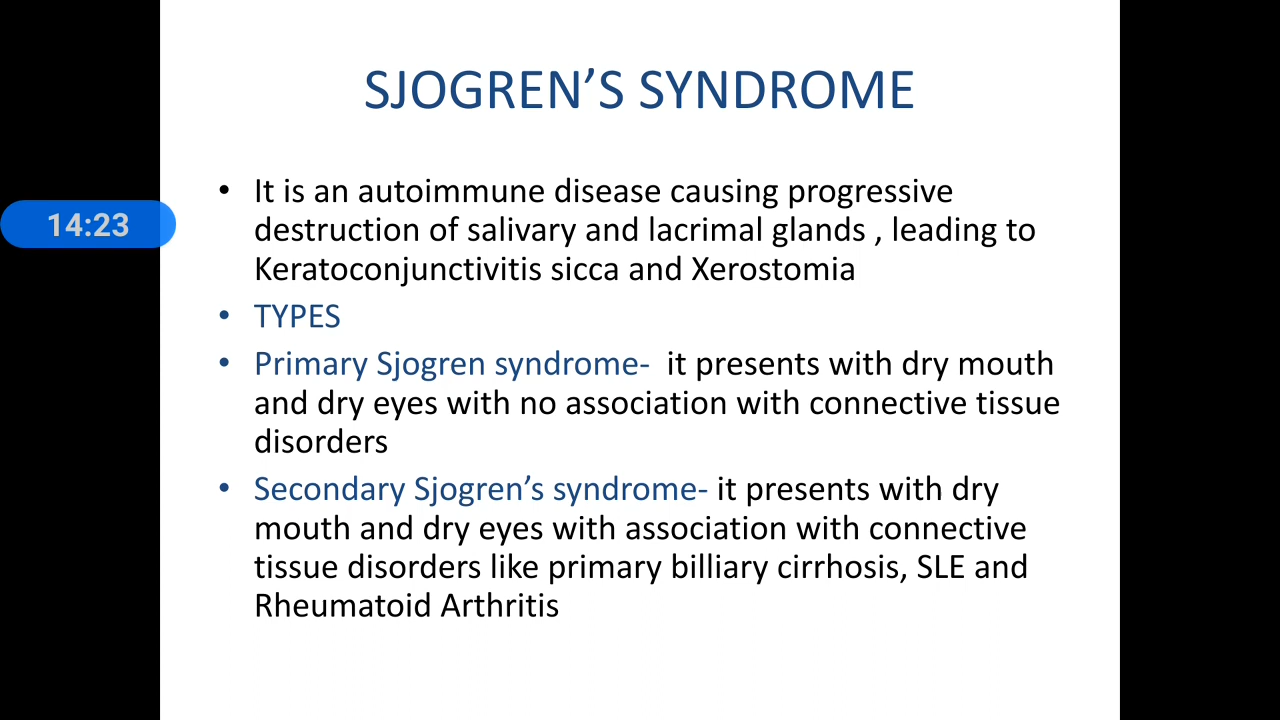 SJOGREN’S SYNDROME
• It is an autoimmune disease causing progressive
destruction of salivary and lacrimal glands , leading to
Keratoconjunctivitis sicca and Xerostomia
14:23
• TYPES
• Primary Sjogren syndrome- it presents with dry mouth
and dry eyes with no association with connective tissue
disorders
• Secondary Sjogren’s syndrome- it presents with dry
mouth and dry eyes with association with connective
tissue disorders like primary billiary cirrhosis, SLE and
Rheumatoid Arthritis